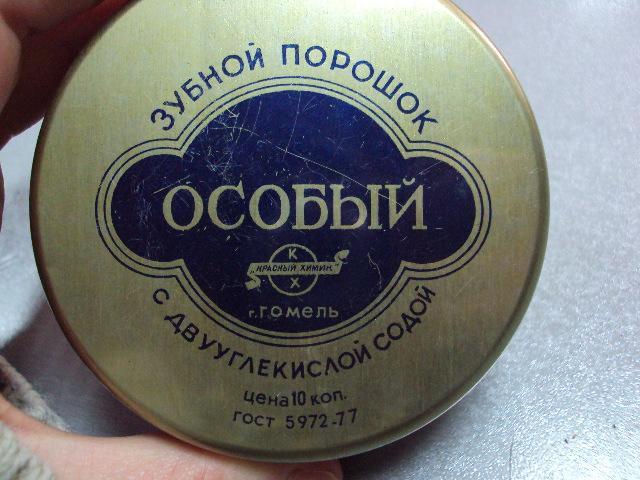 ЗУБНОЙ ПОРОШОК
ОСОБЫЙ
К
„КРАСНЫЙ ХИМИК"
Х
г. ГОМЕЛЬ
С ДВУУГЛЕКИСЛОЙ СОДОЙ
цена 10 коп.
ГОСТ 5972-77